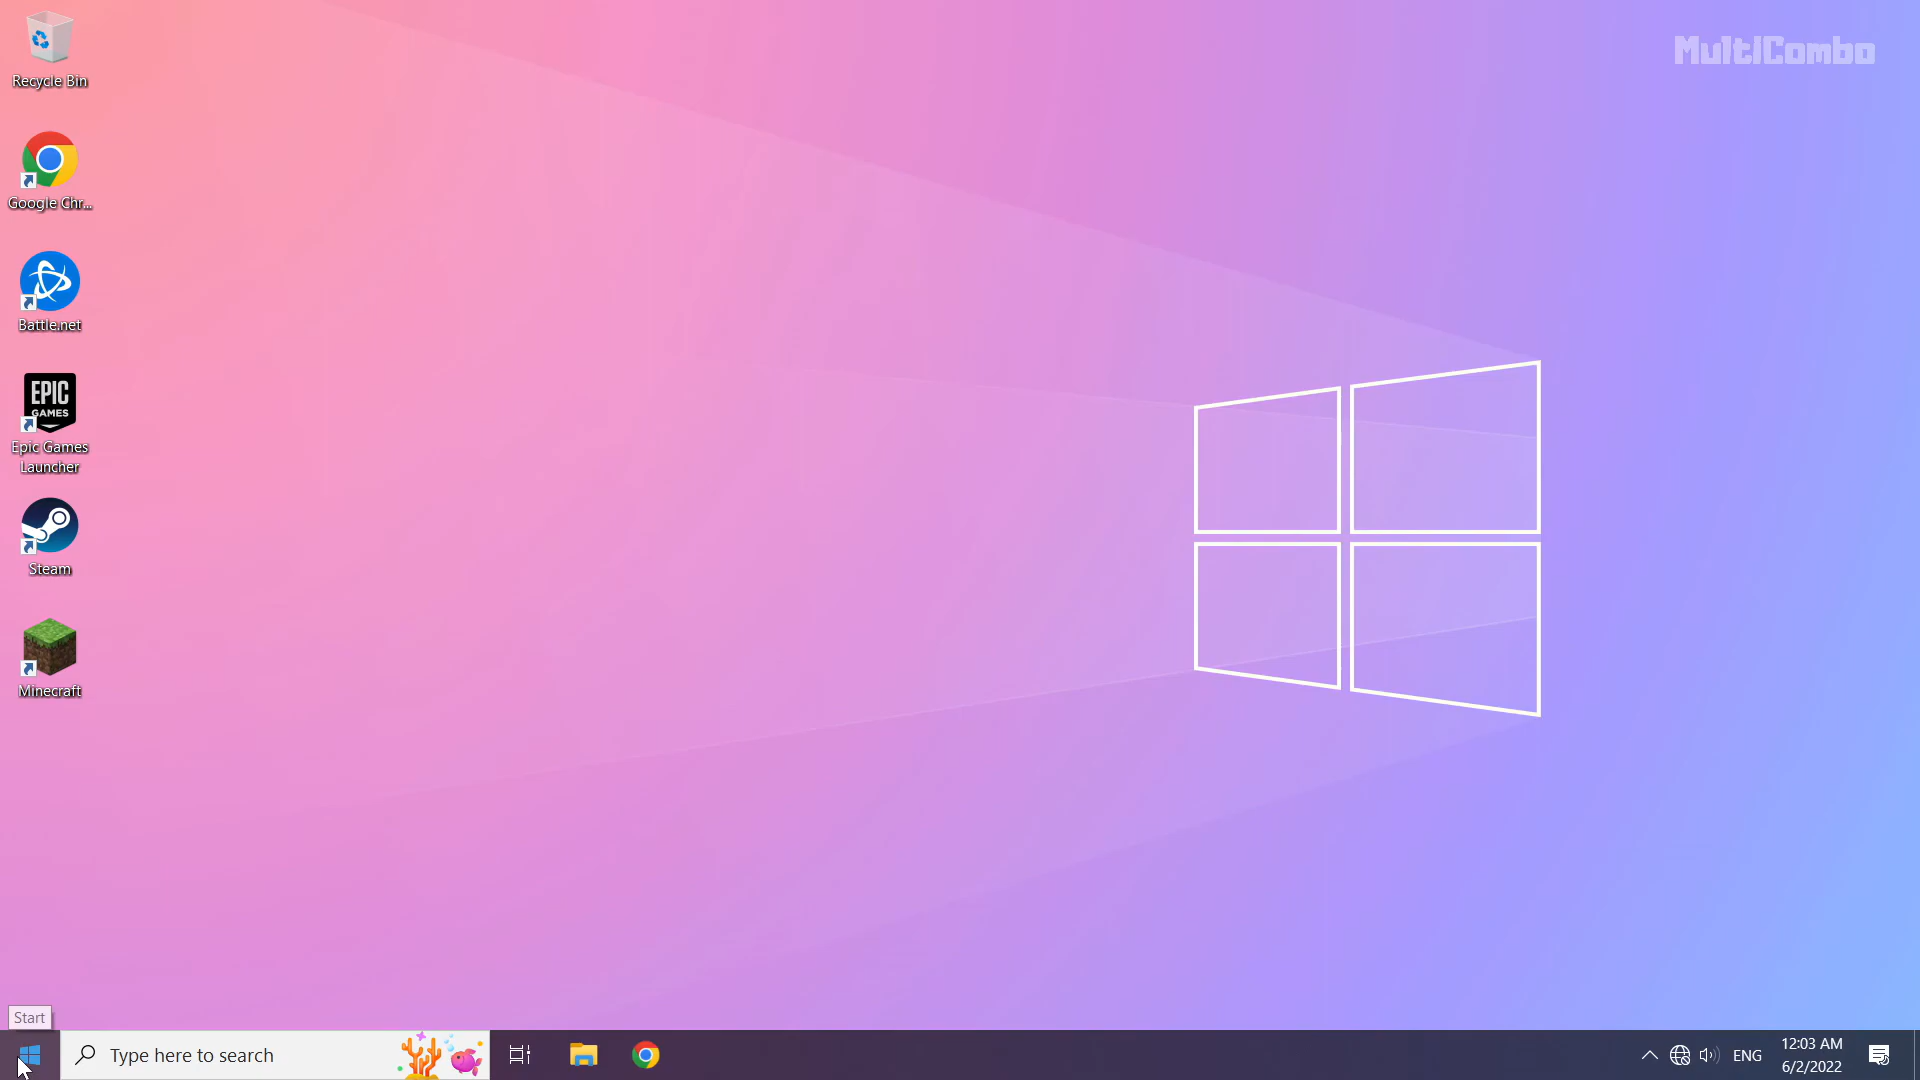 MultiCombo
Recycle Bin
Google Chr...
Battle.net
EPIC
GAMES
Epic Games
Launcher
Steam
Minecraft
Start
Type here to search
ENG
12:03 AM
6/2/2022